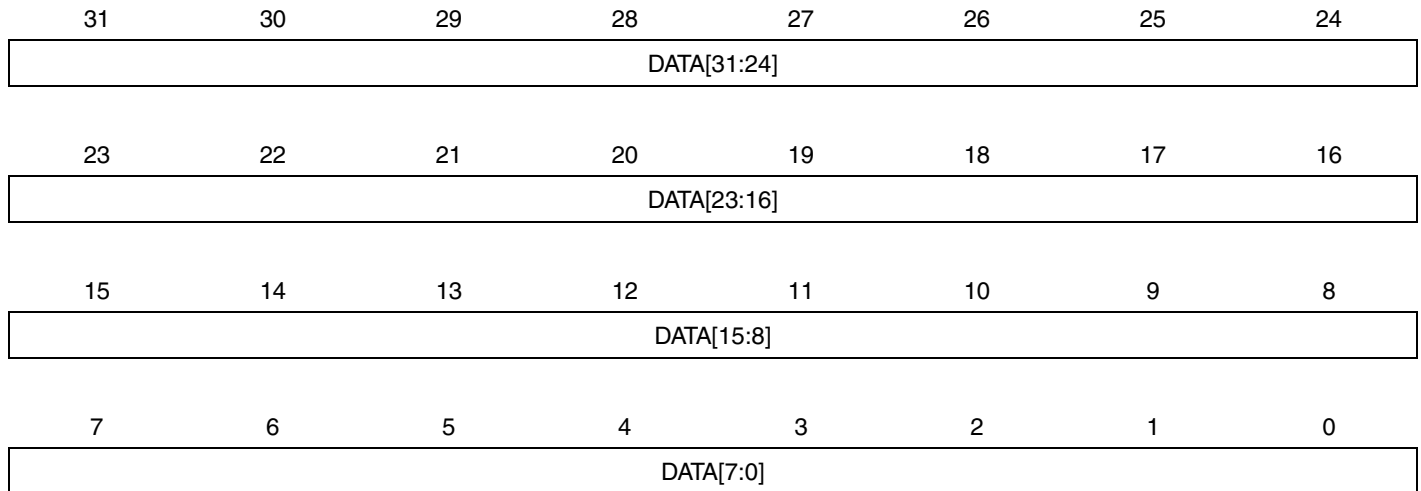 31 30 29 28 27 26 25 24
DATA[31:24]
23 22 21 20 19 18 17 16
DATA[23:16]
15 14 13 12 11 10 9 8
DATA[15:8]
7 6 5 4 3 2 1 0
DATA[7:0]